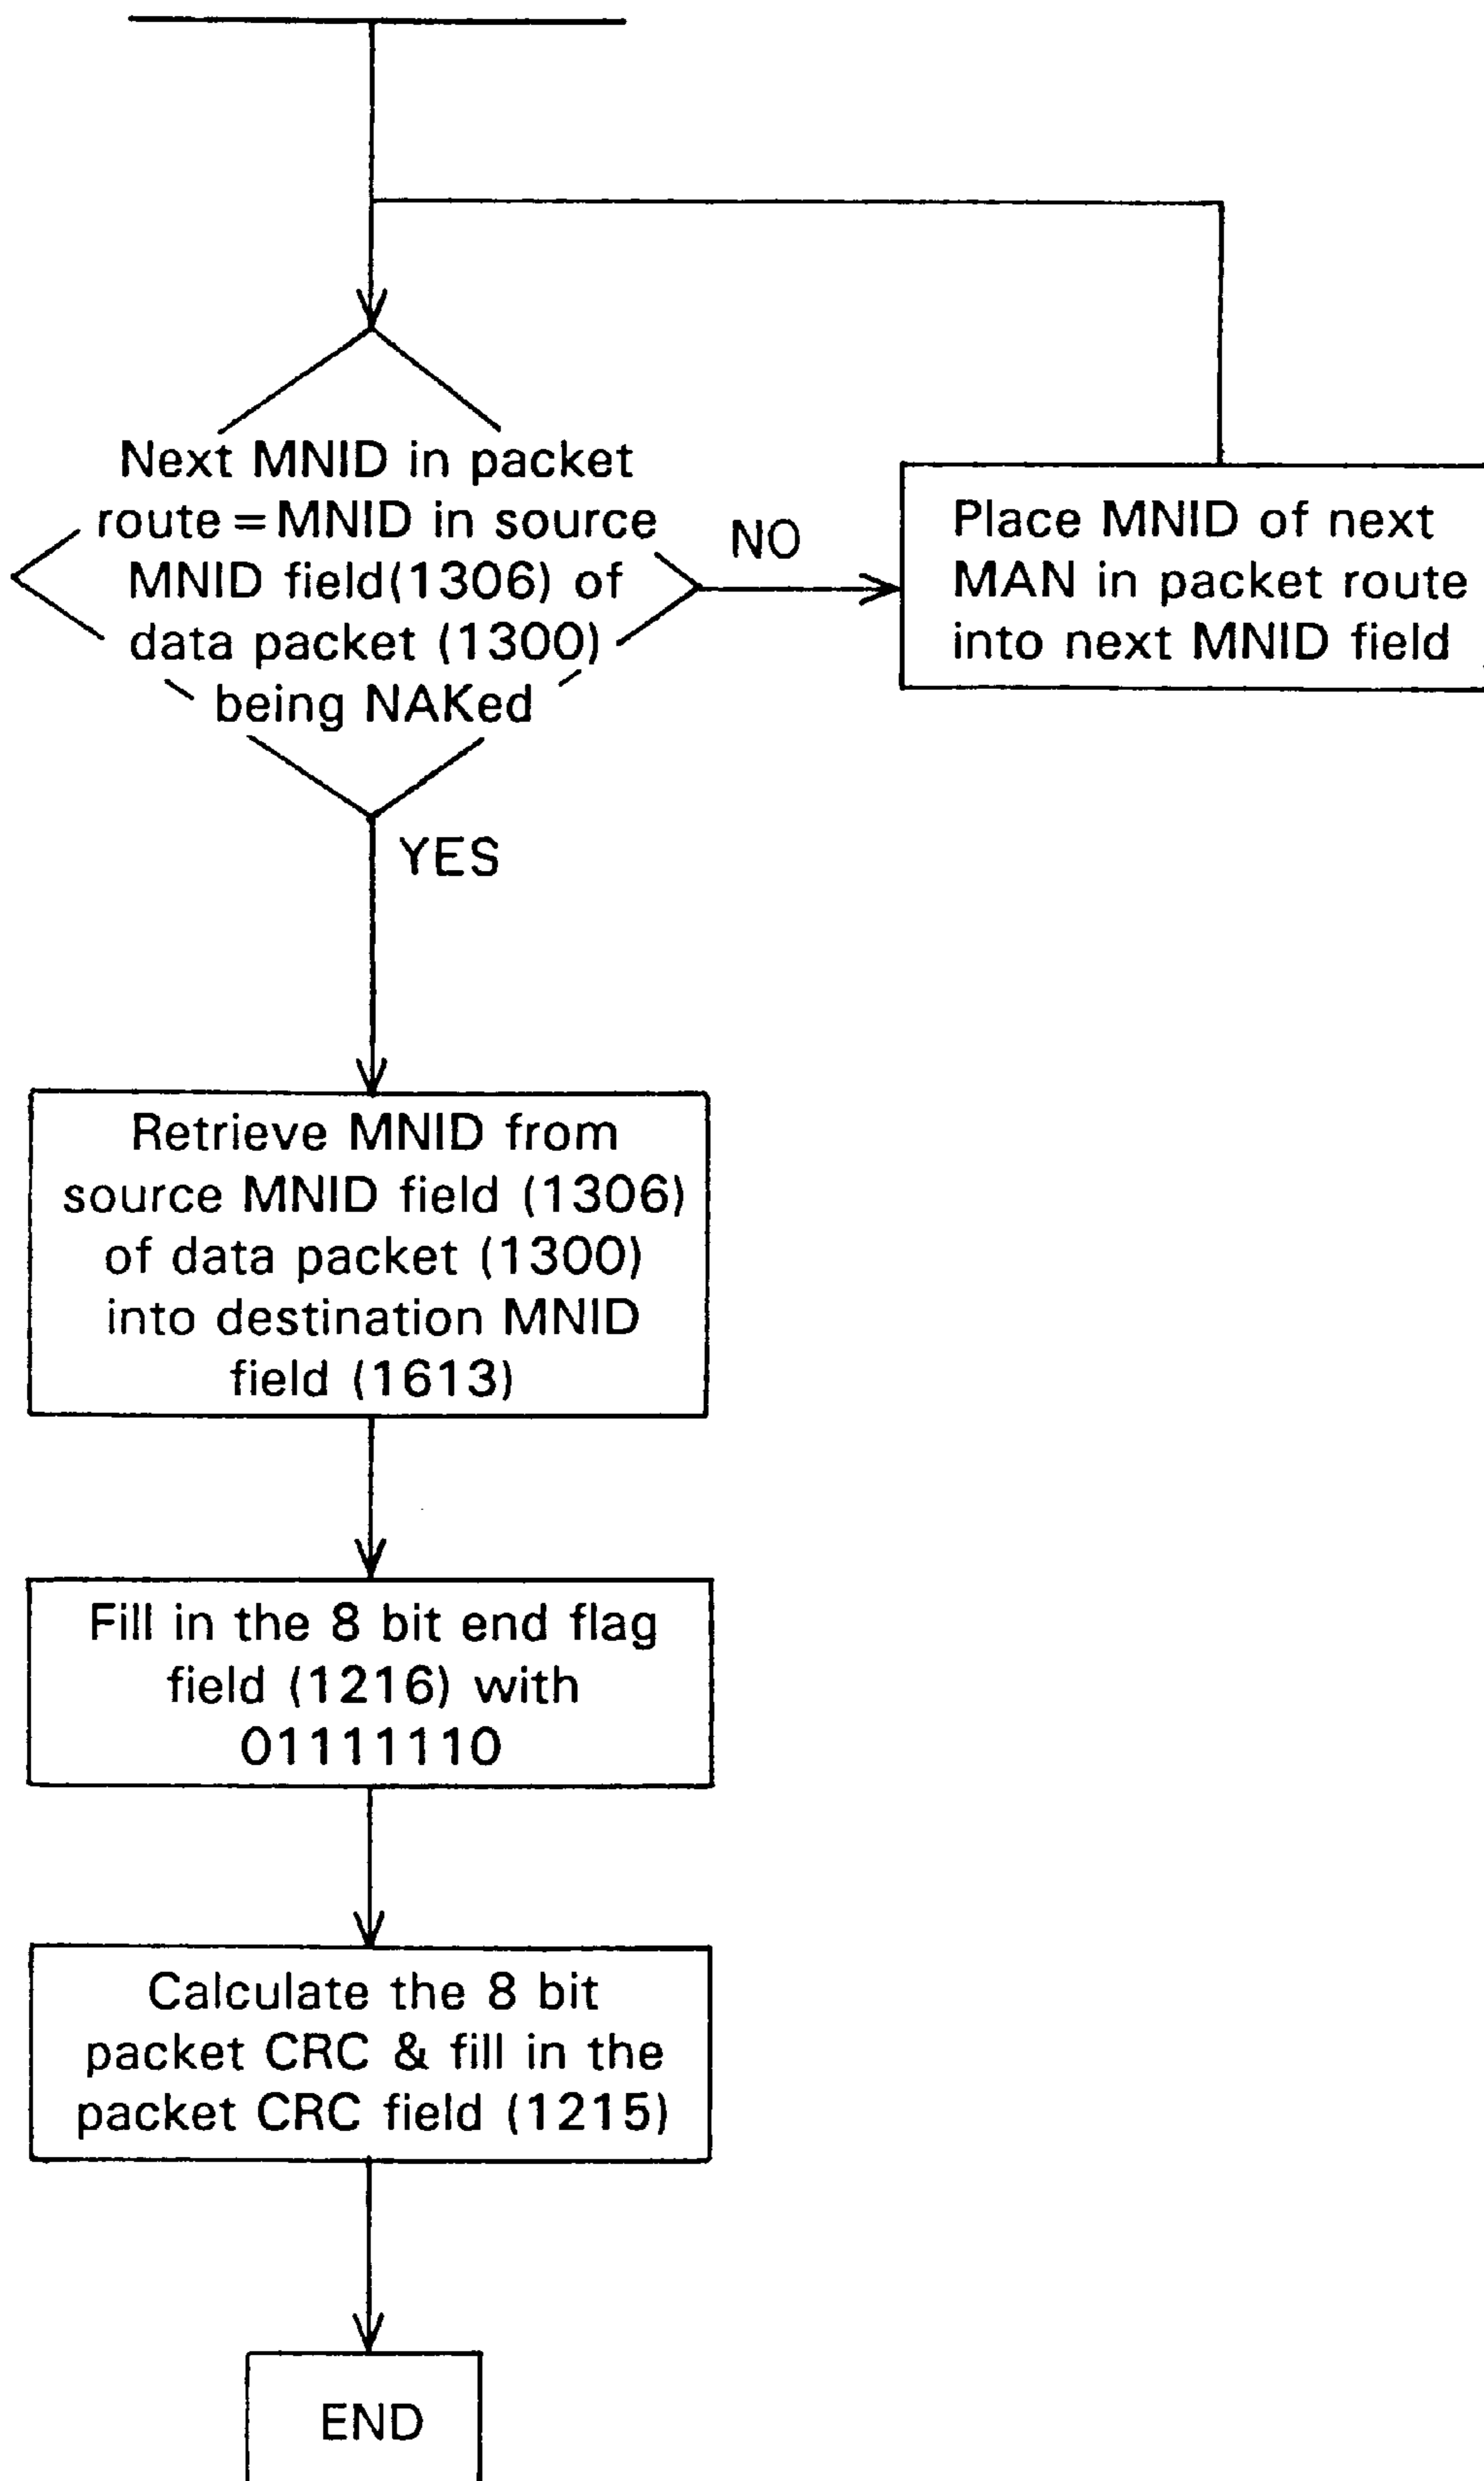 Next MNID in packet
route=MNID in source
MNID field(1306) of
data packet (1300)
being NAKed
NO
Place MNID of next
MAN in packet route
into next MNID field
YES
Retrieve MNID from
source MNID field (1306)
of data packet (1300)
into destination MNID
field (1613)
Fill in the 8 bit end flag
field (1216) with
01111110
Calculate the 8 bit
packet CRC & fill in the
packet CRC field (1215)
END